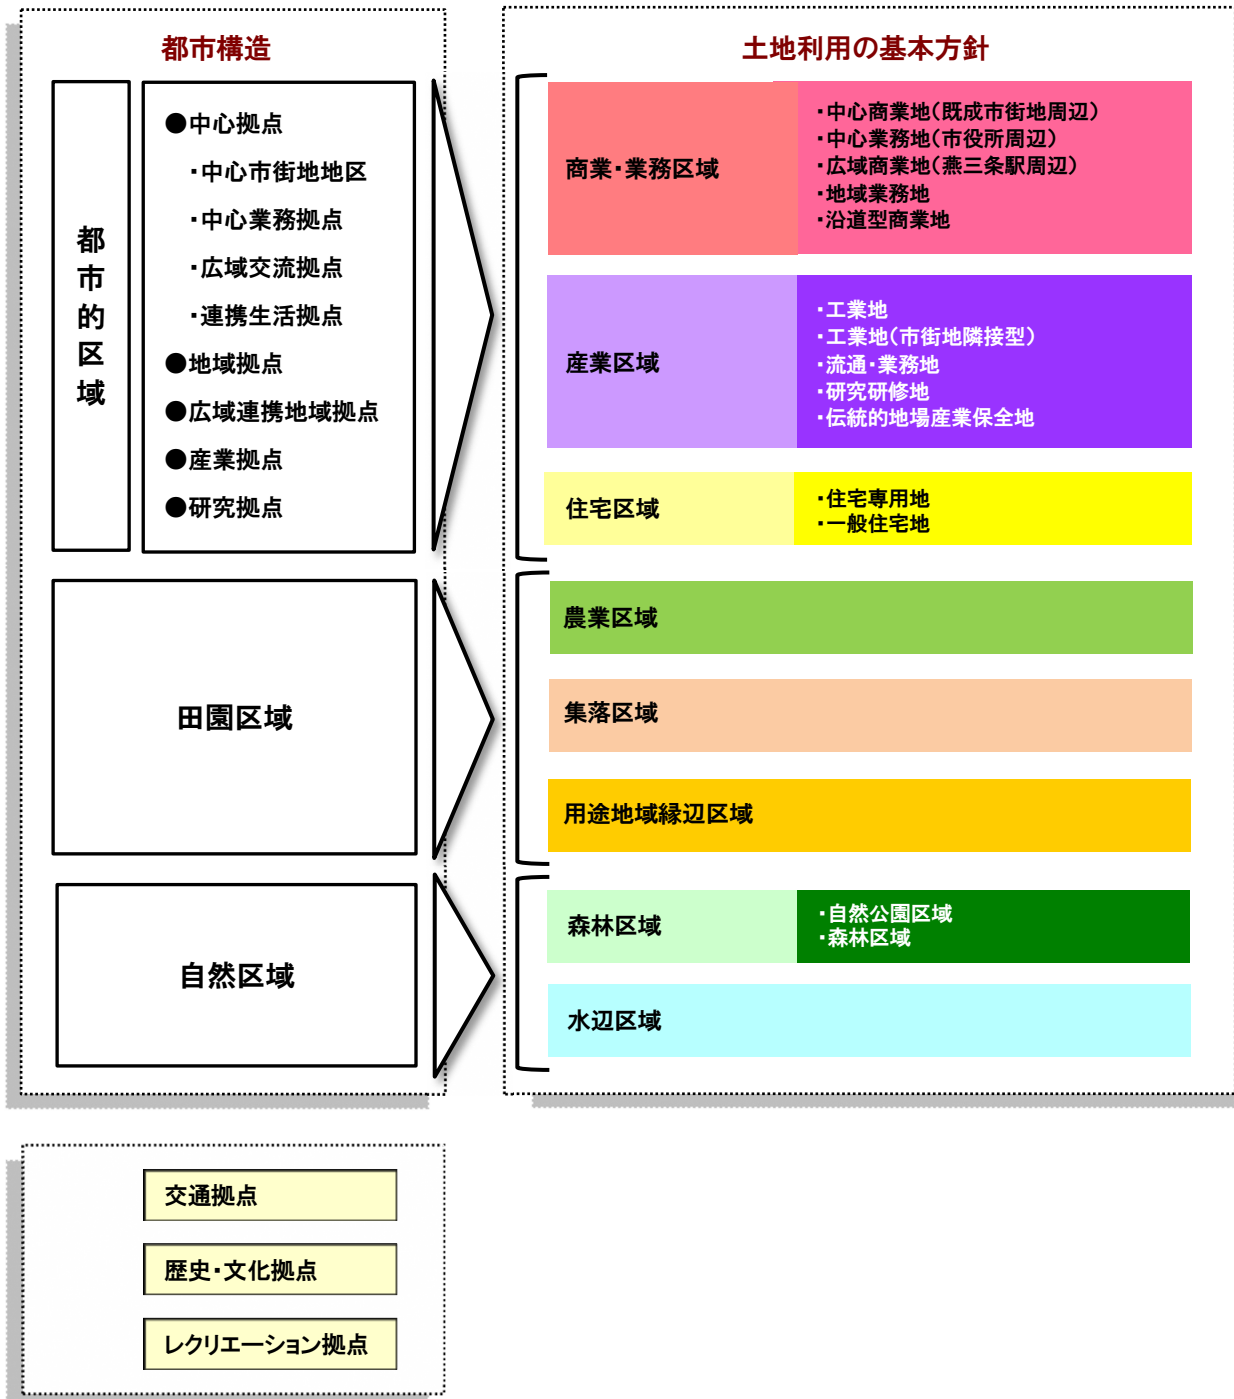 都市構造
都市的区域
●中心拠点
・中心市街地地区
・中心業務拠点
・広域交流拠点
・連携生活拠点
●地域拠点
●広域連携地域拠点
●産業拠点
●研究拠点
田園区域
自然区域
土地利用の基本方針
商業・業務区域
・中心商業地（既成市街地周辺）
・中心業務地（市役所周辺）
・広域商業地（燕三条駅周辺）
・地域業務地
・沿道型商業地
産業区域
・工業地
・工業地（市街地隣接型）
・流通・業務地
・研究研修地
・伝統的地場産業保全地
住宅区域
・住宅専用地
・一般住宅地
農業区域
集落区域
用途地域縁辺区域
森林区域
・自然公園区域
・森林区域
水辺区域
交通拠点
歴史・文化拠点
レクリエーション拠点